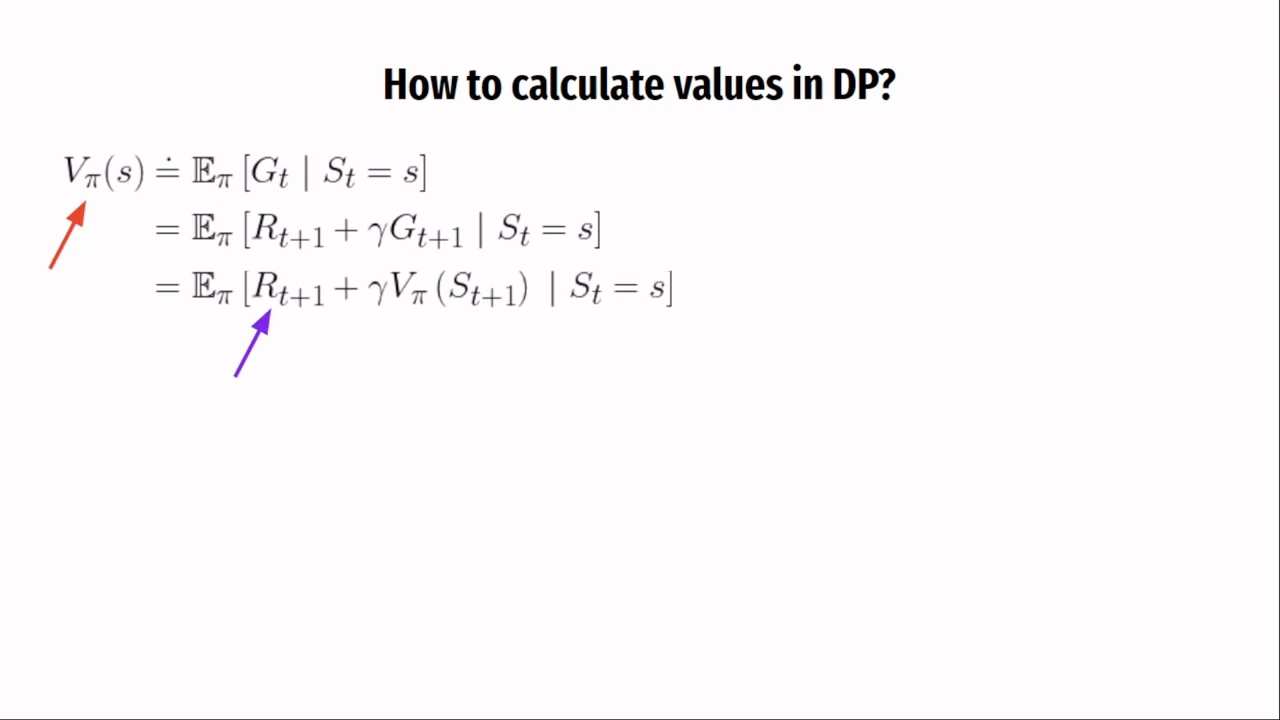 How to calculate values in DP?
V_π(s) ≐ 𝔼_π [G_t | S_t = s]
= 𝔼_π [R_{t+1} + γG_{t+1} | S_t = s]
= 𝔼_π [R_{t+1} + γV_π (S_{t+1}) | S_t = s]